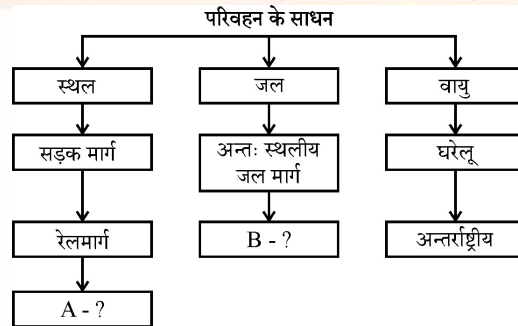 परिवहन के साधन
स्थल
जल
वायु
सड़क मार्ग
अन्तः स्थलीय
जल मार्ग
घरेलू
रेलमार्ग
B - ?
अन्तर्राष्ट्रीय
A - ?